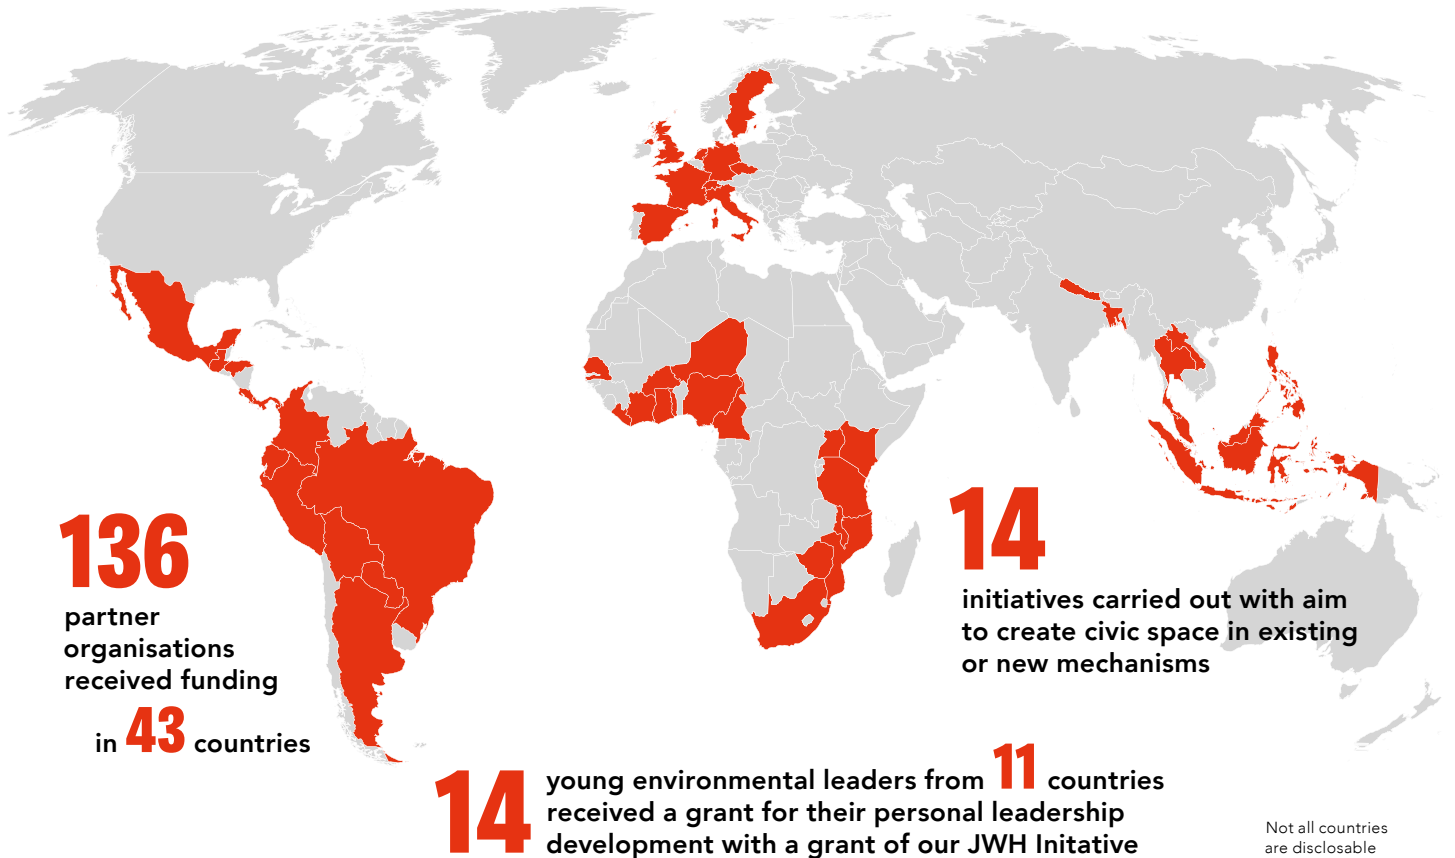 136
partner
organisations
received funding
in 43 countries
14
initiatives carried out with aim
to create civic space in existing
or new mechanisms
14
young environmental leaders from 11 countries
received a grant for their personal leadership
development with a grant of our JWH Initative
Not all countries
are disclosable